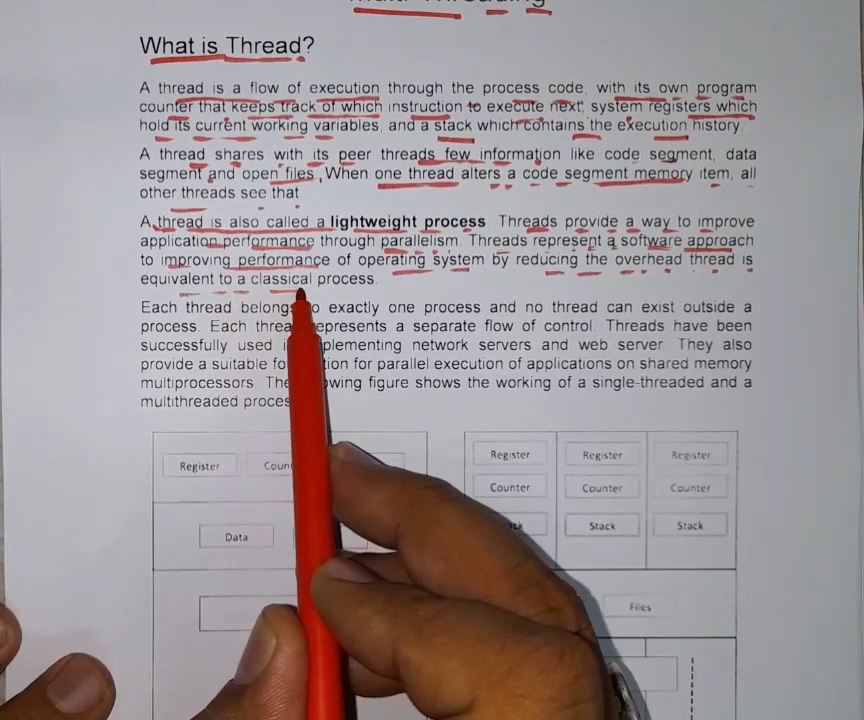 What is Thread?
A thread is a flow of execution through the process code, with its own program
counter that keeps track of which instruction to execute next, system registers which
hold its current working variables, and a stack which contains the execution history.
A thread shares with its peer threads few information like code segment, data
segment and open files. When one thread alters a code segment memory item, all
other threads see that.
A thread is also called a lightweight process. Threads provide a way to improve
application performance through parallelism. Threads represent a software approach
to improving performance of operating system by reducing the overhead thread is
equivalent to a classical process.
Each thread belongs exactly one process and no thread can exist outside a
process. Each represents a separate flow of control. Threads have been
successfully used network servers and web server. They also
provide a suitable for parallel execution of applications on shared memory
multiprocessors. figure shows the working of a single-threaded and a
multithreaded
Register Register Register
Register
Counter Counter Counter
Stack Stack
Data
Files